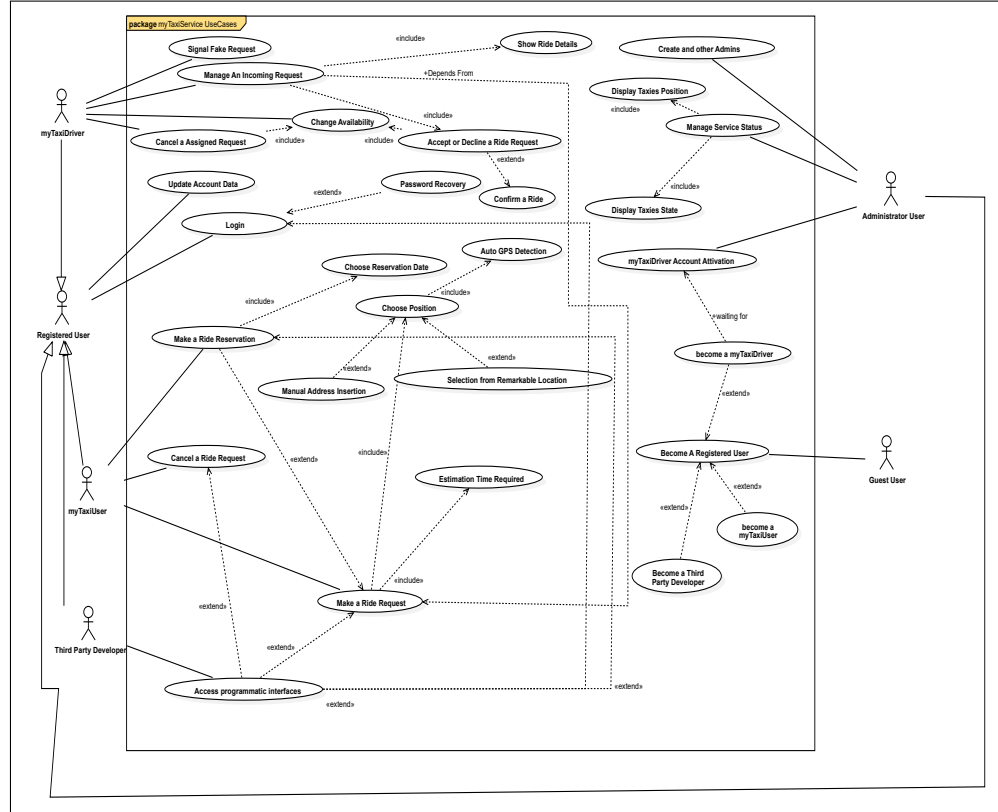 package myTaxiService UseCases
Signal Fake Request
«include»
Show Ride Details
Create and other Admins
Manage An Incoming Request
+Depends From
Display Taxies Position
myTaxiDriver
«include»
«include»
Change Availability
Manage Service Status
Cancel a Assigned Request
«include»
«include»
Accept or Decline a Ride Request
«extend»
Update Account Data
Password Recovery
«extend»
«include»
Confirm a Ride
Display Taxies State
Administrator User
Login
Auto GPS Detection
Choose Reservation Date
myTaxiDriver Account Attivation
«include»
«include»
Choose Position
+waiting for
Registered User
Make a Ride Reservation
become a myTaxiDriver
«extend»
«extend»
Selection from Remarkable Location
Manual Address Insertion
«extend»
Cancel a Ride Request
«extend»
«include»
Become A Registered User
Estimation Time Required
Guest User
myTaxiUser
«extend»
«extend»
become a
myTaxiUser
Become a Third
Party Developer
«include»
Make a Ride Request
«extend»
«extend»
Third Party Developer
Access programmatic interfaces
«extend»
«extend»